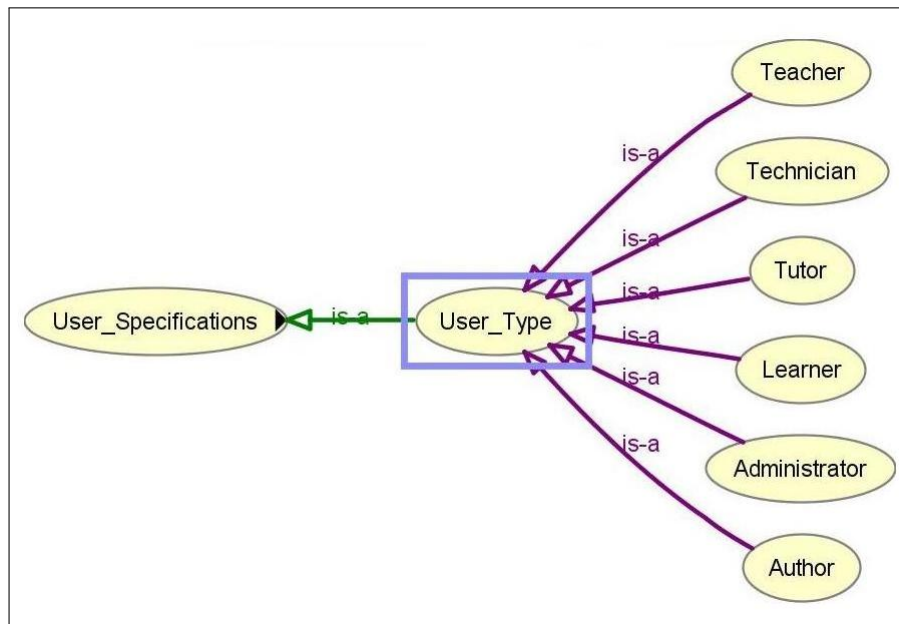 Teacher
is-a
Technician
is-a
Tutor
is-a
User_Specifications
is-a
User_Type
is-a
Learner
is-a
Administrator
is-a
Author